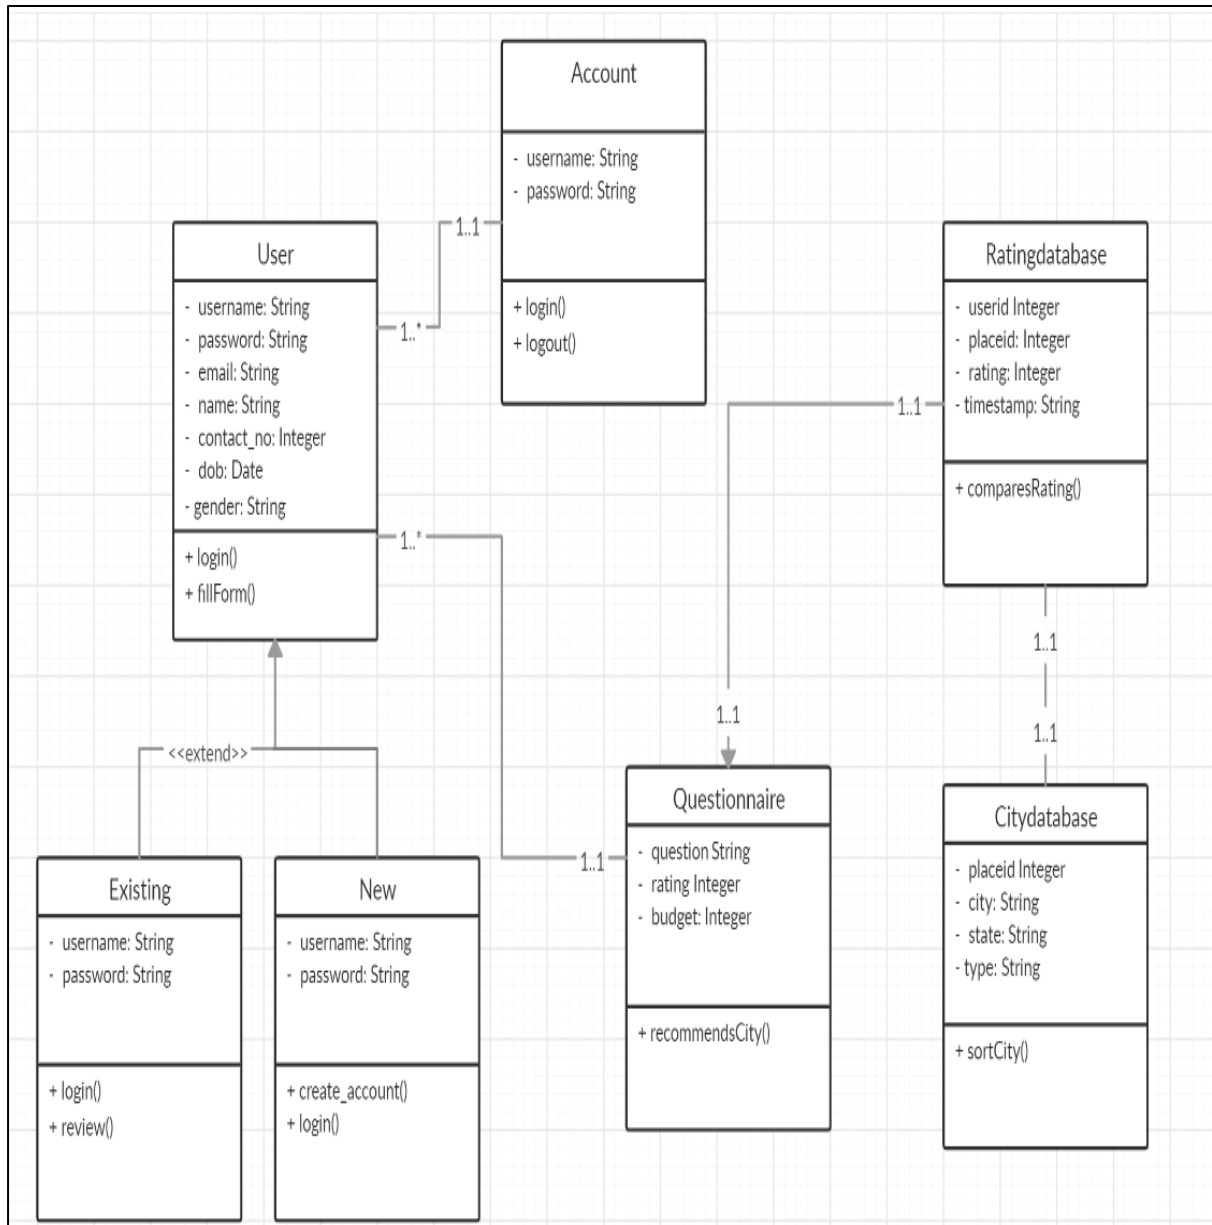 Account
- username: String
- password: String
+ login()
+ logout()
1..1
1..*
User
- username: String
- password: String
- email: String
- name: String
- contact_no: Integer
- dob: Date
- gender: String
+ login()
+ fillForm()
1..*
1..1
<<extend>>
Existing
- username: String
- password: String
+ login()
+ review()
New
- username: String
- password: String
+ create_account()
+ login()
Questionnaire
- question String
- rating Integer
- budget: Integer
+ recommendsCity()
1..1
1..1
Ratingdatabase
- userid Integer
- placeid: Integer
- rating: Integer
- timestamp: String
+ comparesRating()
1..1
1..1
Citydatabase
- placeid Integer
- city: String
- state: String
- type: String
+ sortCity()